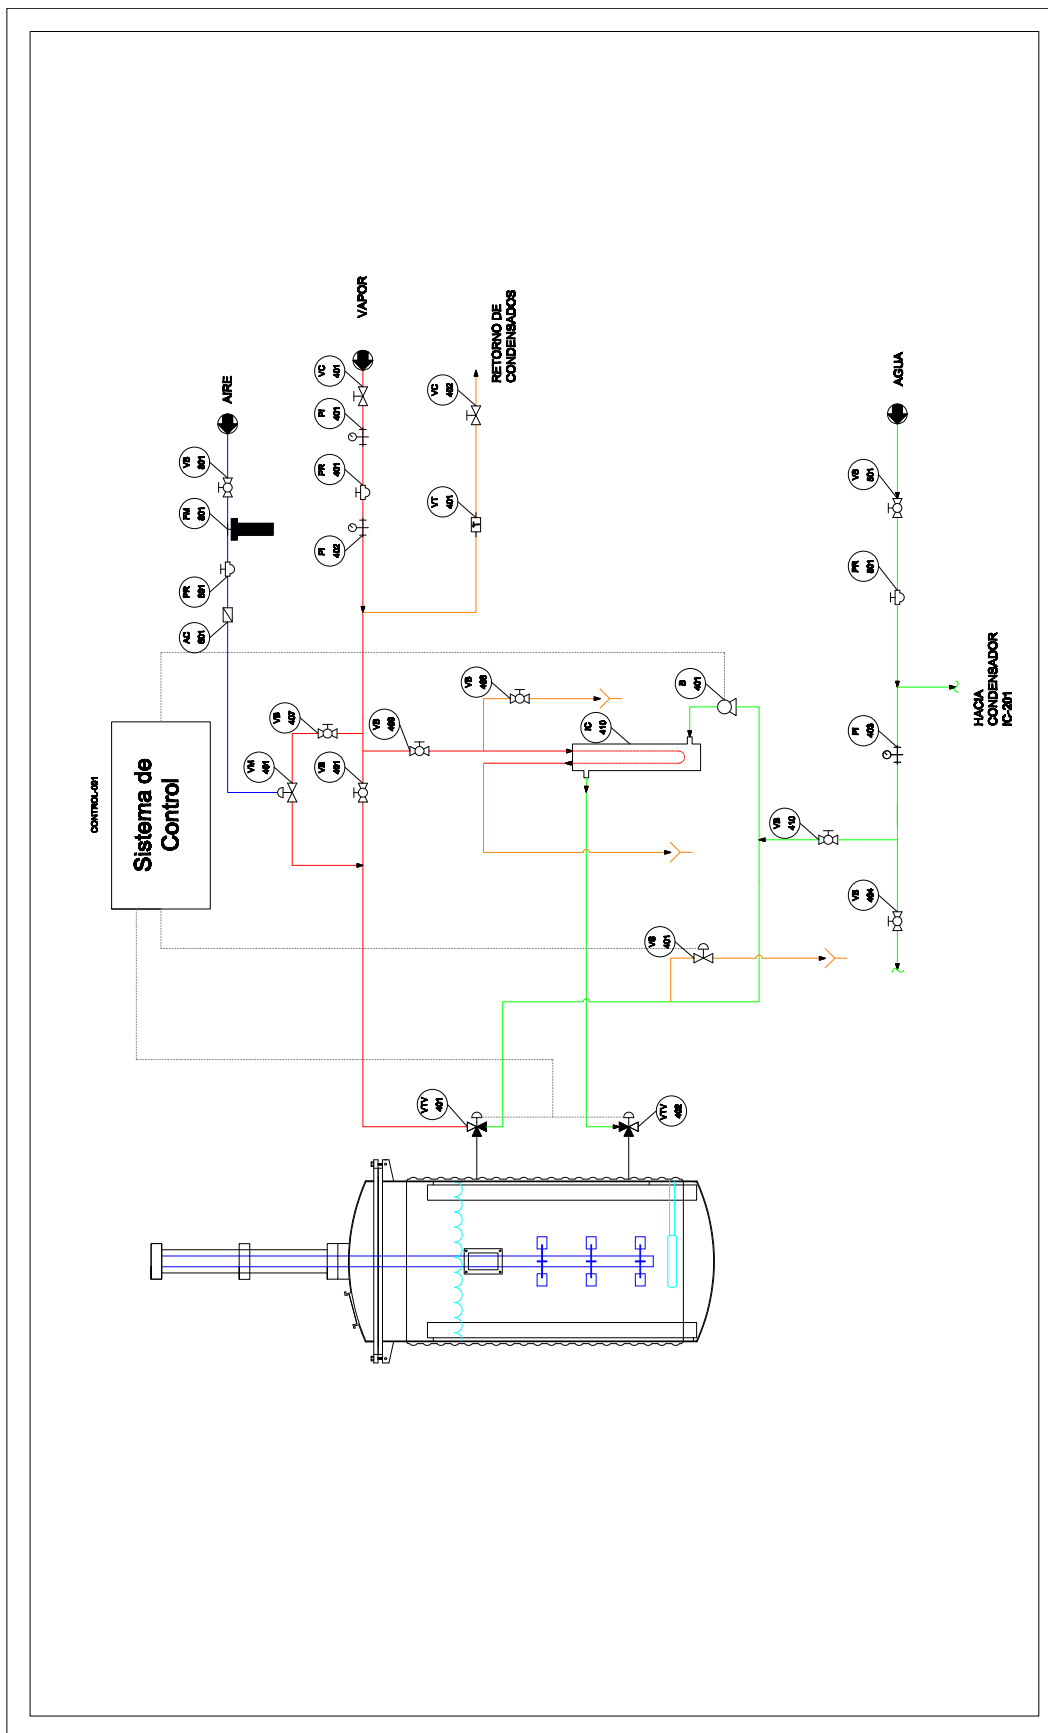 AIRE
VAPOR
RETORNO DE
CONDENSADOS
AGUA
HACIA
CONDENSADOR
IC-201
CONTROL-001
Sistema de
Control
VB
801
FM
801
PR
801
AC
801
VC
401
PI
401
PR
401
PI
402
VC
402
VT
401
VB
407
VM
401
VB
401
VB
VB
IC
410
B
401
VS
401
VTV
401
VTV
402
VB
PR
PI
403
VB
410
VB
404